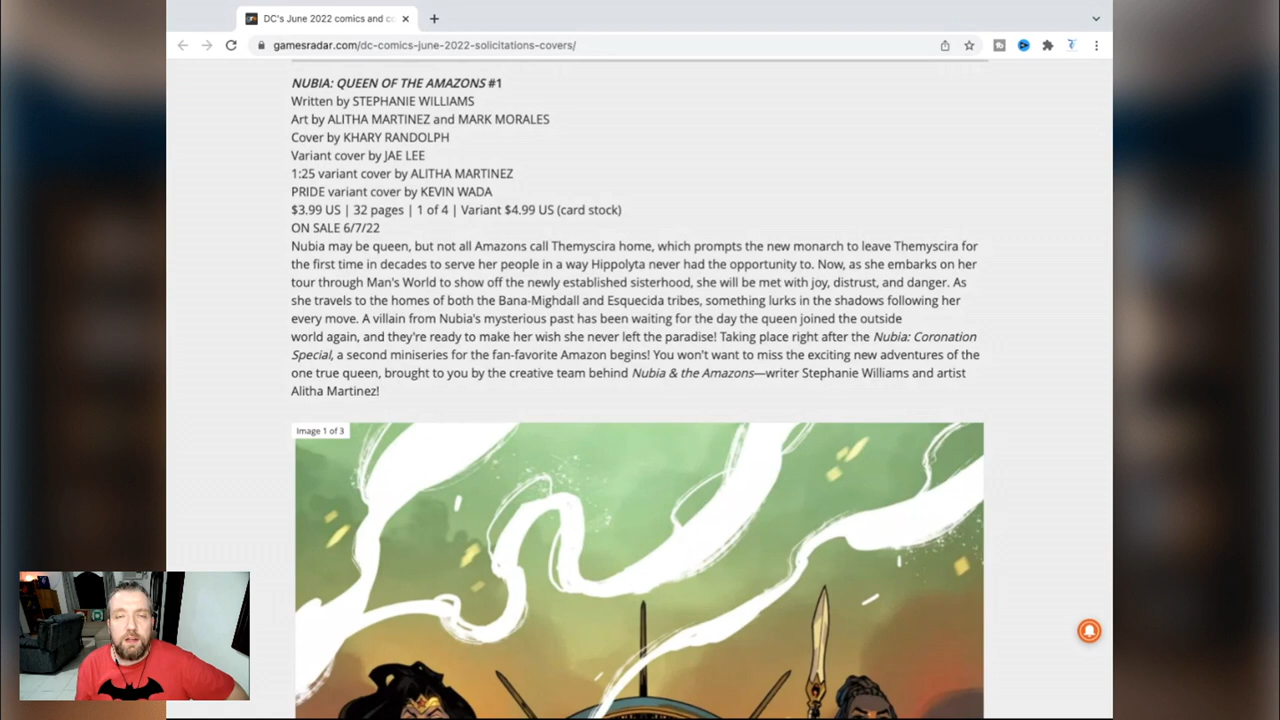 DC's June 2022 comics and co
gamesradar.com/dc-comics-june-2022-solicitations-covers/
NUBIA: QUEEN OF THE AMAZONS #1
Written by STEPHANIE WILLIAMS
Art by ALITHA MARTINEZ and MARK MORALES
Cover by KHARY RANDOLPH
Variant cover by JAE LEE
1:25 variant cover by ALITHA MARTINEZ
PRIDE variant cover by KEVIN WADA
$3.99 US | 32 pages | 1 of 4 | Variant $4.99 US (card stock)
ON SALE 6/7/22
Nubia may be queen, but not all Amazons call Themyscira home, which prompts the new monarch to leave Themyscira for
the first time in decades to serve her people in a way Hippolyta never had the opportunity to. Now, as she embarks on her
tour through Man's World to show off the newly established sisterhood, she will be met with joy, distrust, and danger. As
she travels to the homes of both the Bana-Mighdall and Esquecida tribes, something lurks in the shadows following her
every move. A villain from Nubia's mysterious past has been waiting for the day the queen joined the outside
world again, and they're ready to make her wish she never left the paradise! Taking place right after the Nubia: Coronation
Special, a second miniseries for the fan-favorite Amazon begins! You won't want to miss the exciting new adventures of the
one true queen, brought to you by the creative team behind Nubia & the Amazons—writer Stephanie Williams and artist
Alitha Martinez!
Image 1 of 3